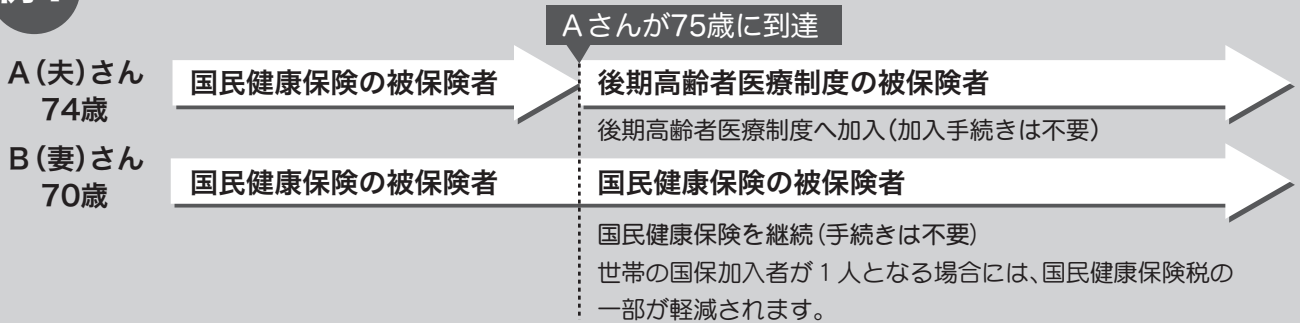 Aさんが75歳に到達
A(夫)さん
74歳
国民健康保険の被保険者
後期高齢者医療制度の被保険者
後期高齢者医療制度へ加入(加入手続きは不要)
B(妻)さん
70歳
国民健康保険の被保険者
国民健康保険の被保険者
国民健康保険を継続(手続きは不要)
世帯の国保加入者が1人となる場合には、国民健康保険税の
一部が軽減されます。